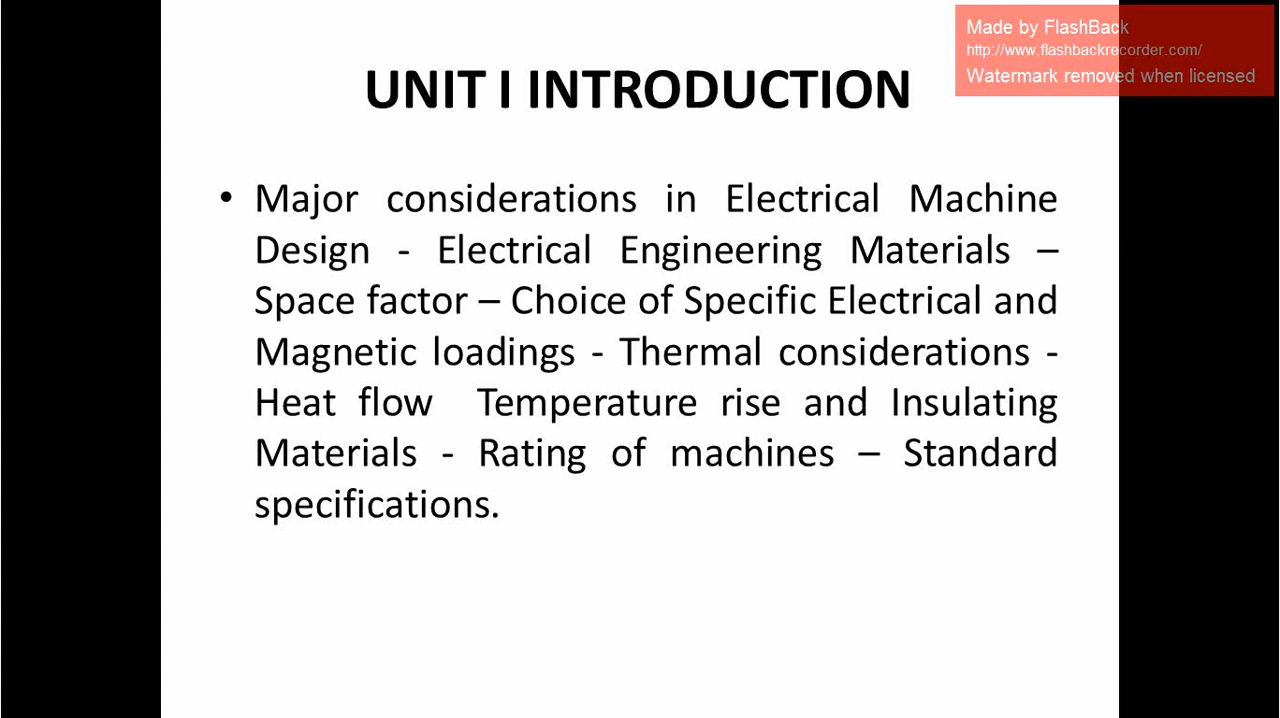 Made by FlashBack
http://www.flashbackrecorder.com/
Watermark removed when licensed
UNIT I INTRODUCTION
• Major considerations in Electrical Machine
Design - Electrical Engineering Materials –
Space factor – Choice of Specific Electrical and
Magnetic loadings - Thermal considerations -
Heat flow Temperature rise and Insulating
Materials - Rating of machines – Standard
specifications.